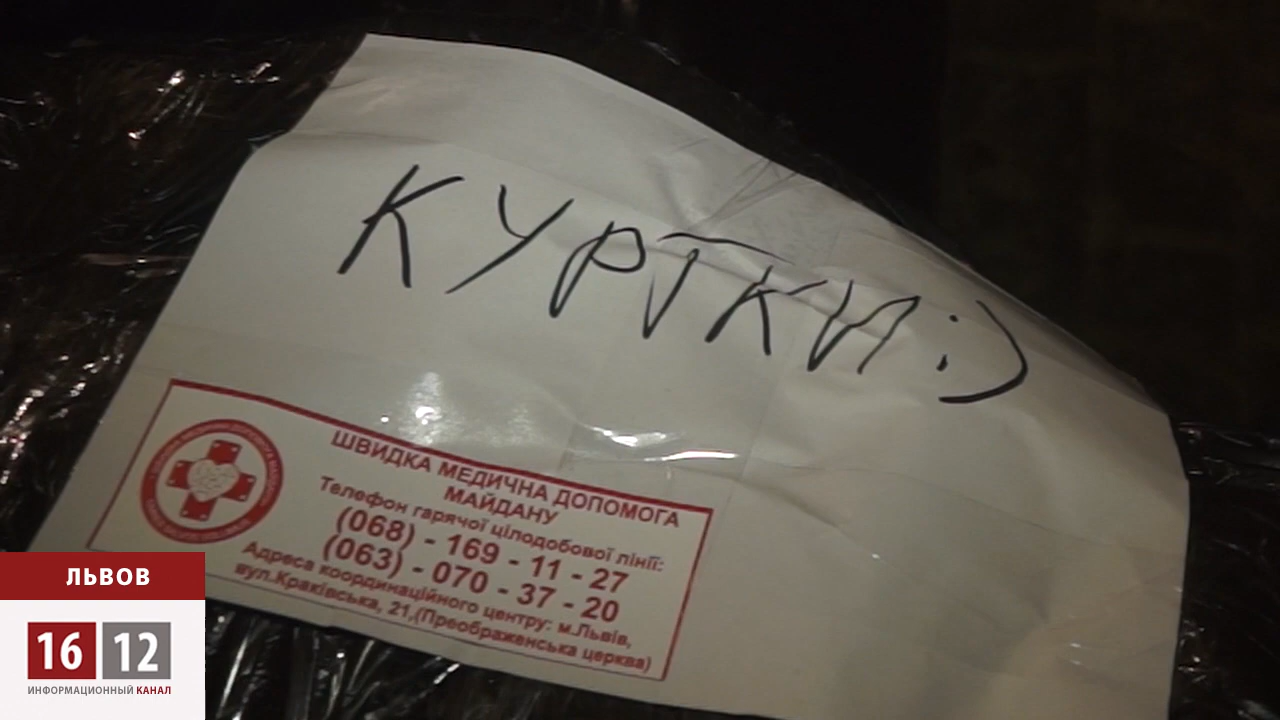 КУРТКИ:)
ШВИДКА МЕДИЧНА ДОПОМОГА
МАЙДАНУ
Телефон гарячої цілодобової лінії:
(068) - 169 - 11 - 27
(063) - 070 - 37 - 20
Адреса координаційного центру: м.Львів,
вул.Краківська, 21,(Преображенська церква)
ЛЬВОВ
16 12
ИНФОРМАЦИОННЫЙ КАНАЛ